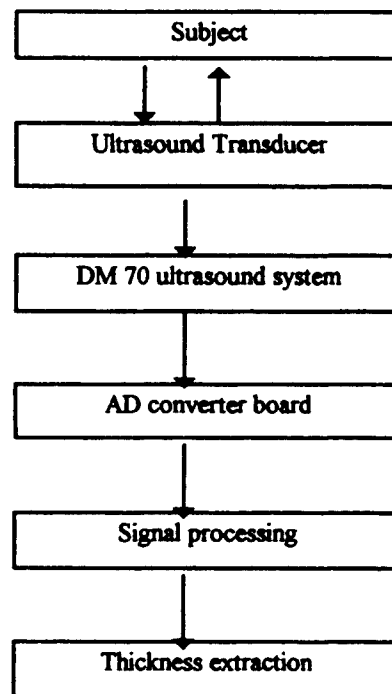 Subject
Ultrasound Transducer
DM 70 ultrasound system
AD converter board
Signal processing
Thickness extraction